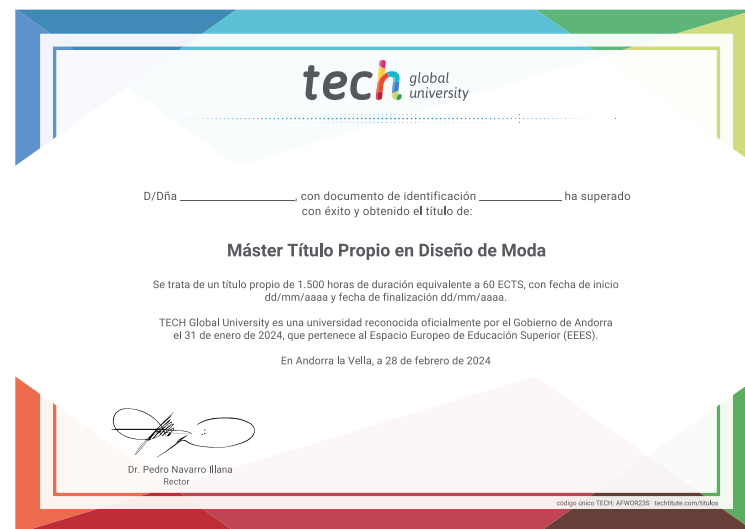 tech global university
D/Dña ____________________, con documento de identificación ______________ ha superado
con éxito y obtenido el título de:
Máster Título Propio en Diseño de Moda
Se trata de un título propio de 1.500 horas de duración equivalente a 60 ECTS, con fecha de inicio
dd/mm/aaaa y fecha de finalización dd/mm/aaaa.
TECH Global University es una universidad reconocida oficialmente por el Gobierno de Andorra
el 31 de enero de 2024, que pertenece al Espacio Europeo de Educación Superior (EEES).
En Andorra la Vella, a 28 de febrero de 2024
Dr. Pedro Navarro Illana
Rector
código único TECH: AFWOR23S techtitute.com/titulos